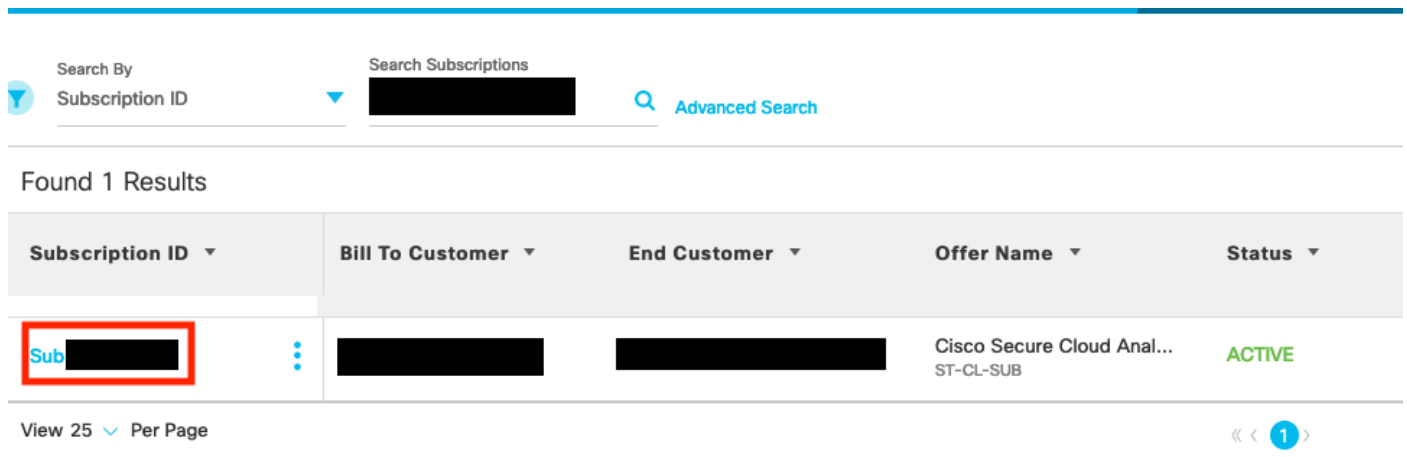 Search By
Search Subscriptions
Subscription ID
Advanced Search
Found 1 Results
Subscription ID
Bill To Customer
End Customer
Offer Name
Status
Sub
Cisco Secure Cloud Anal...
ST-CL-SUB
ACTIVE
View 25 Per Page
1